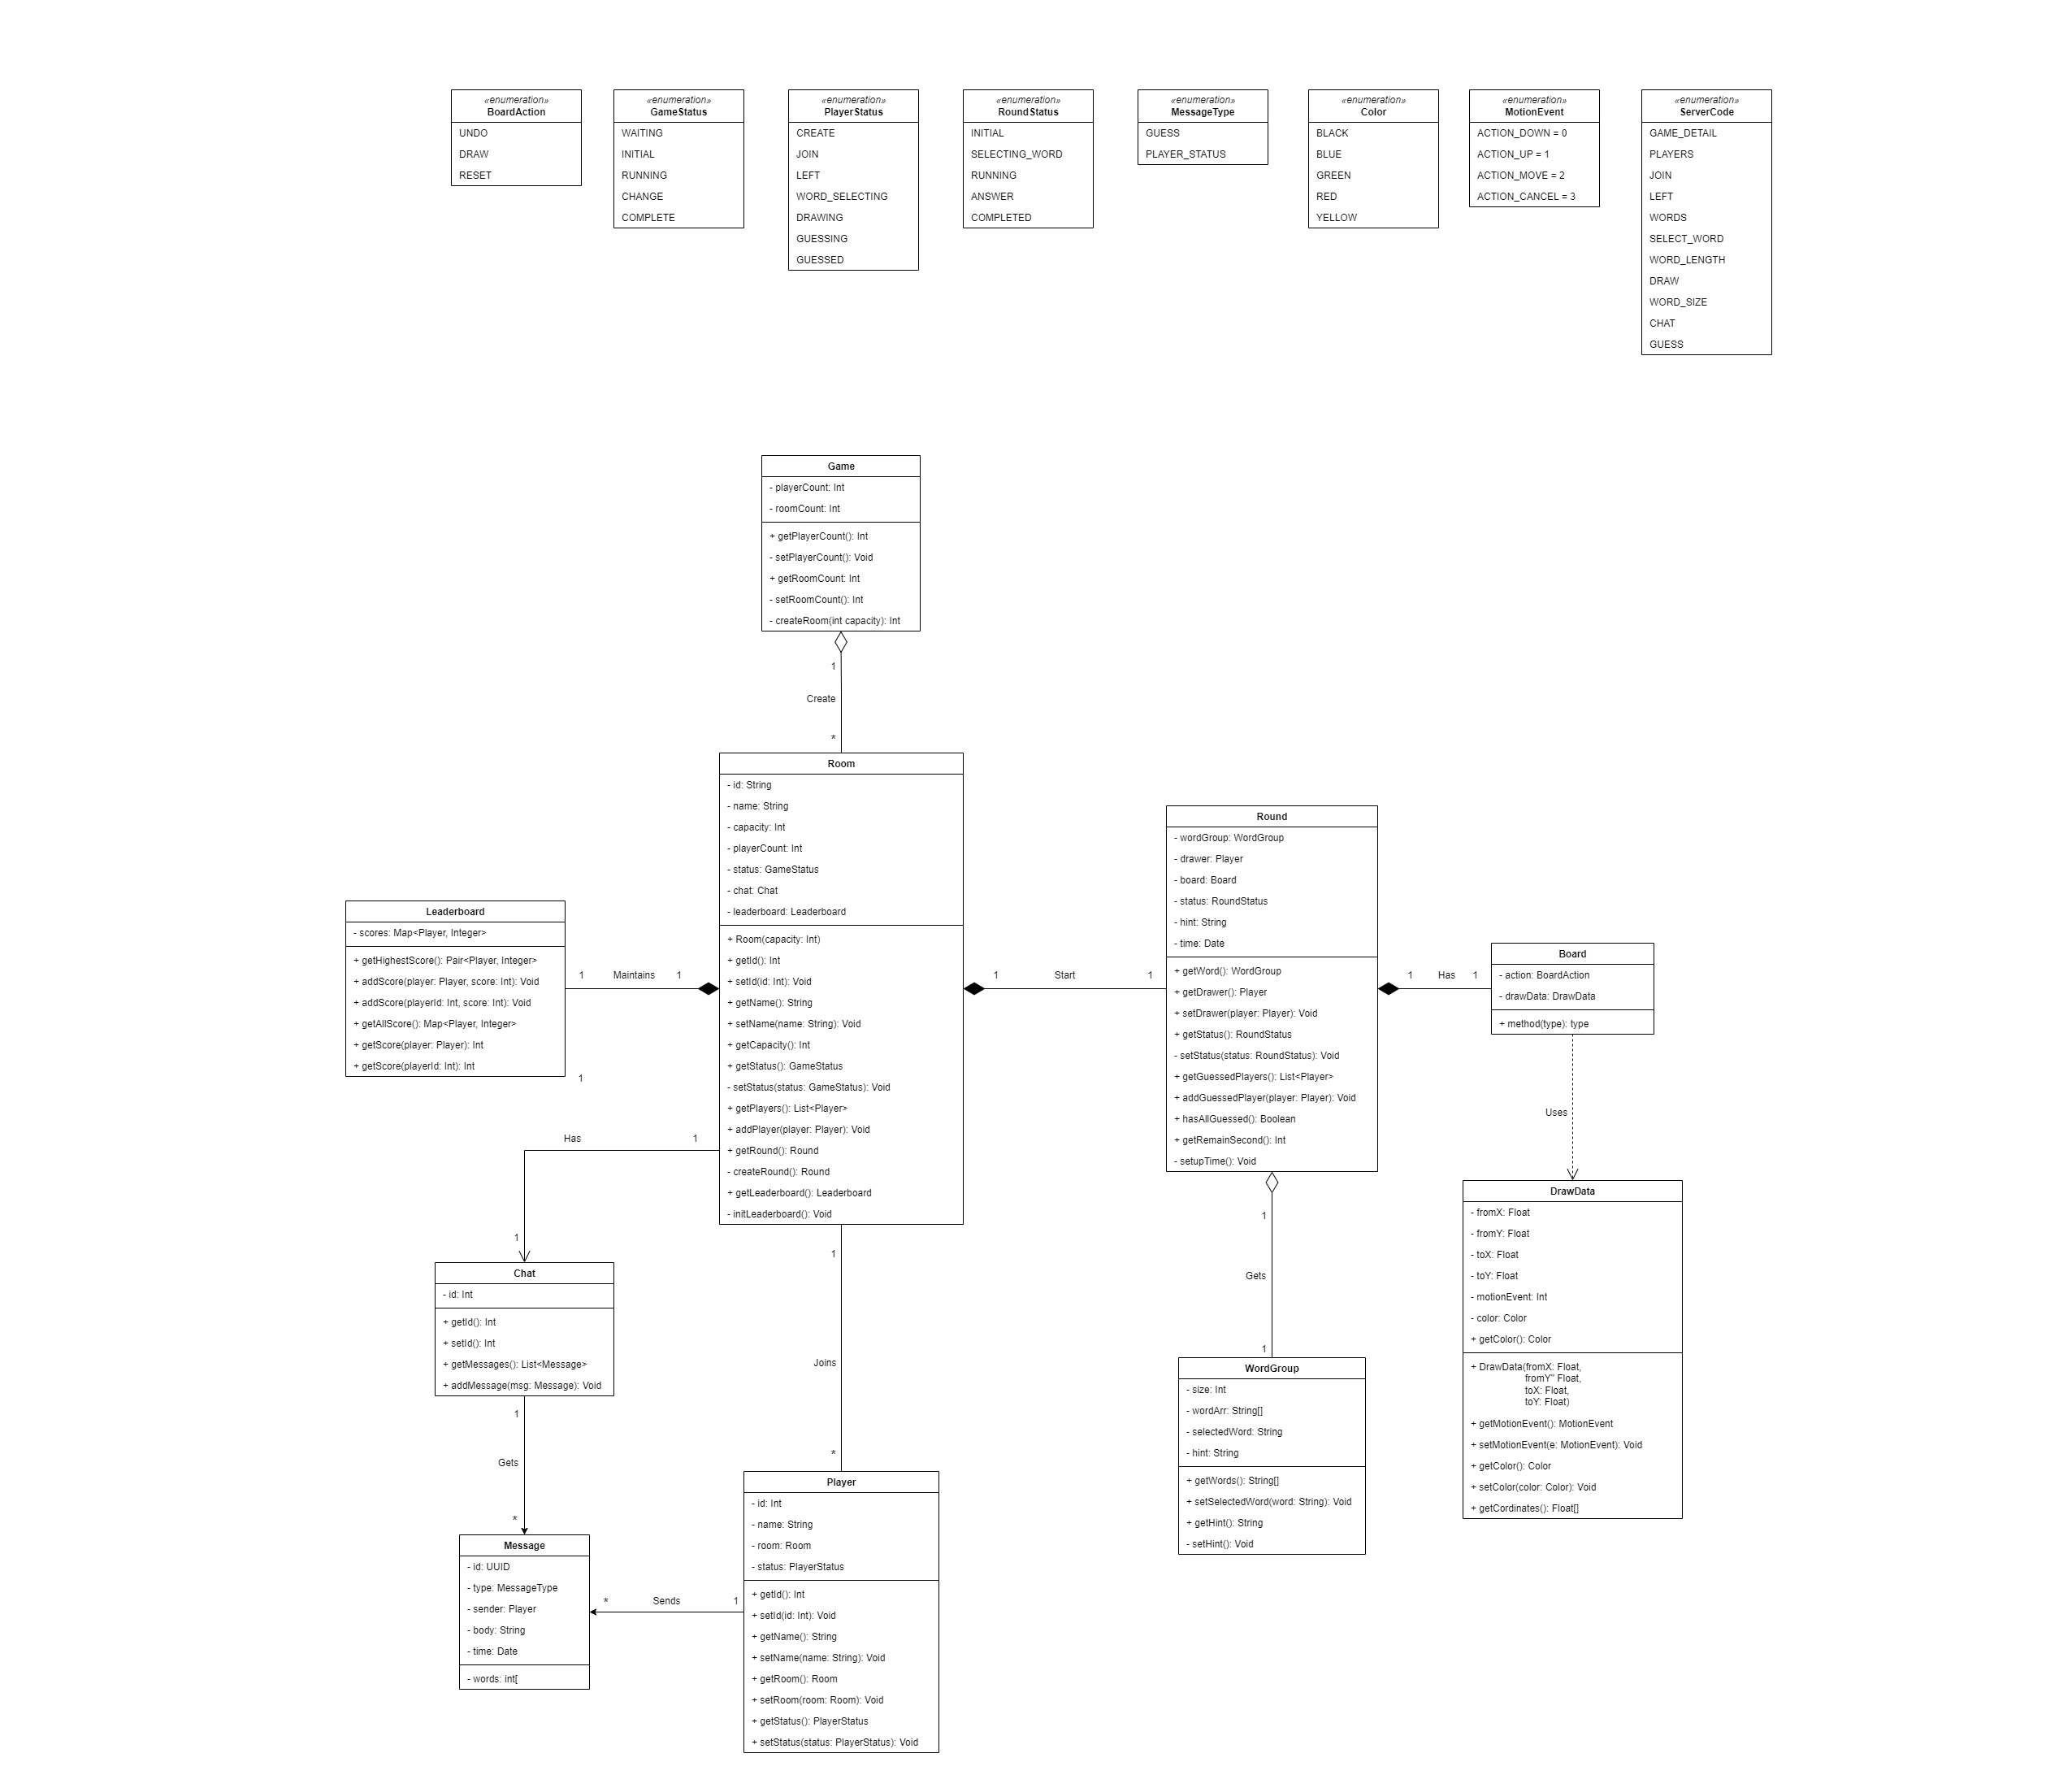 «enumeration»
BoardAction
UNDO
DRAW
RESET
«enumeration»
GameStatus
WAITING
INITIAL
RUNNING
CHANGE
COMPLETE
«enumeration»
PlayerStatus
CREATE
JOIN
LEFT
WORD_SELECTING
DRAWING
GUESSING
GUESSED
«enumeration»
RoundStatus
INITIAL
SELECTING_WORD
RUNNING
ANSWER
COMPLETED
«enumeration»
MessageType
GUESS
PLAYER_STATUS
«enumeration»
Color
BLACK
BLUE
GREEN
RED
YELLOW
«enumeration»
MotionEvent
ACTION_DOWN = 0
ACTION_UP = 1
ACTION_MOVE = 2
ACTION_CANCEL = 3
«enumeration»
ServerCode
GAME_DETAIL
PLAYERS
JOIN
LEFT
WORDS
SELECT_WORD
WORD_LENGTH
DRAW
WORD_SIZE
CHAT
GUESS
Game
- playerCount: Int
- roomCount: Int
+ getPlayerCount(): Int
- setPlayerCount(): Void
+ getRoomCount: Int
- setRoomCount(): Int
- createRoom(int capacity): Int
1
Create
*
Room
- id: String
- name: String
- capacity: Int
- playerCount: Int
- status: GameStatus
- chat: Chat
- leaderboard: Leaderboard
+ Room(capacity: Int)
+ getId(): Int
+ setId(id: Int): Void
+ getName(): String
+ setName(name: String): Void
+ getCapacity(): Int
+ getStatus(): GameStatus
- setStatus(status: GameStatus): Void
+ getPlayers(): List<Player>
+ addPlayer(player: Player): Void
+ getRound(): Round
- createRound(): Round
+ getLeaderboard(): Leaderboard
- initLeaderboard(): Void
Leaderboard
- scores: Map<Player, Integer>
+ getHighestScore(): Pair<Player, Integer>
+ addScore(player: Player, score: Int): Void
+ addScore(playerId: Int, score: Int): Void
+ getAllScore(): Map<Player, Integer>
+ getScore(player: Player): Int
+ getScore(playerId: Int): Int
1 Maintains 1
1
1 Start 1
Round
- wordGroup: WordGroup
- drawer: Player
- board: Board
- status: RoundStatus
- hint: String
- time: Date
+ getWord(): WordGroup
+ getDrawer(): Player
+ setDrawer(player: Player): Void
+ getStatus(): RoundStatus
- setStatus(status: RoundStatus): Void
+ getGuessedPlayers(): List<Player>
+ addGuessedPlayer(player: Player): Void
+ hasAllGuessed(): Boolean
+ getRemainSecond(): Int
- setupTime(): Void
1 Has 1
Board
- action: BoardAction
- drawData: DrawData
+ method(type): type
Uses
DrawData
- fromX: Float
- fromY: Float
- toX: Float
- toY: Float
- motionEvent: Int
- color: Color
+ getColor(): Color
+ DrawData(fromX: Float,
fromY" Float,
toX: Float,
toY: Float)
+ getMotionEvent(): MotionEvent
+ setMotionEvent(e: MotionEvent): Void
+ getColor(): Color
+ setColor(color: Color): Void
+ getCordinates(): Float[]
1
Gets
1
WordGroup
- size: Int
- wordArr: String[]
- selectedWord: String
- hint: String
+ getWords(): String[]
+ setSelectedWord(word: String): Void
+ getHint(): String
- setHint(): Void
Has 1
1
Chat
- id: Int
+ getId(): Int
+ setId(): Int
+ getMessages(): List<Message>
+ addMessage(msg: Message): Void
1
Gets
*
Message
- id: UUID
- type: MessageType
- sender: Player
- body: String
- time: Date
- words: int[
* Sends 1
1
Joins
*
Player
- id: Int
- name: String
- room: Room
- status: PlayerStatus
+ getId(): Int
+ setId(id: Int): Void
+ getName(): String
+ setName(name: String): Void
+ getRoom(): Room
+ setRoom(room: Room): Void
+ getStatus(): PlayerStatus
+ setStatus(status: PlayerStatus): Void